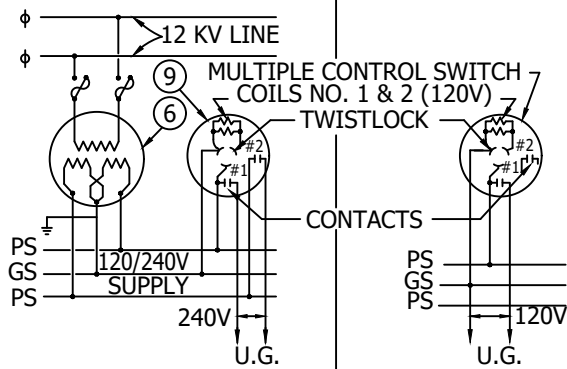 ϕ
12 KV LINE
ϕ
9
MULTIPLE CONTROL SWITCH
COILS NO. 1 & 2 (120V)
6
TWISTLOCK
#2
#1
#2
#1
CONTACTS
PS
120/240V
GS
SUPPLY
PS
240V
U.G.
PS
GS
PS
120V
U.G.